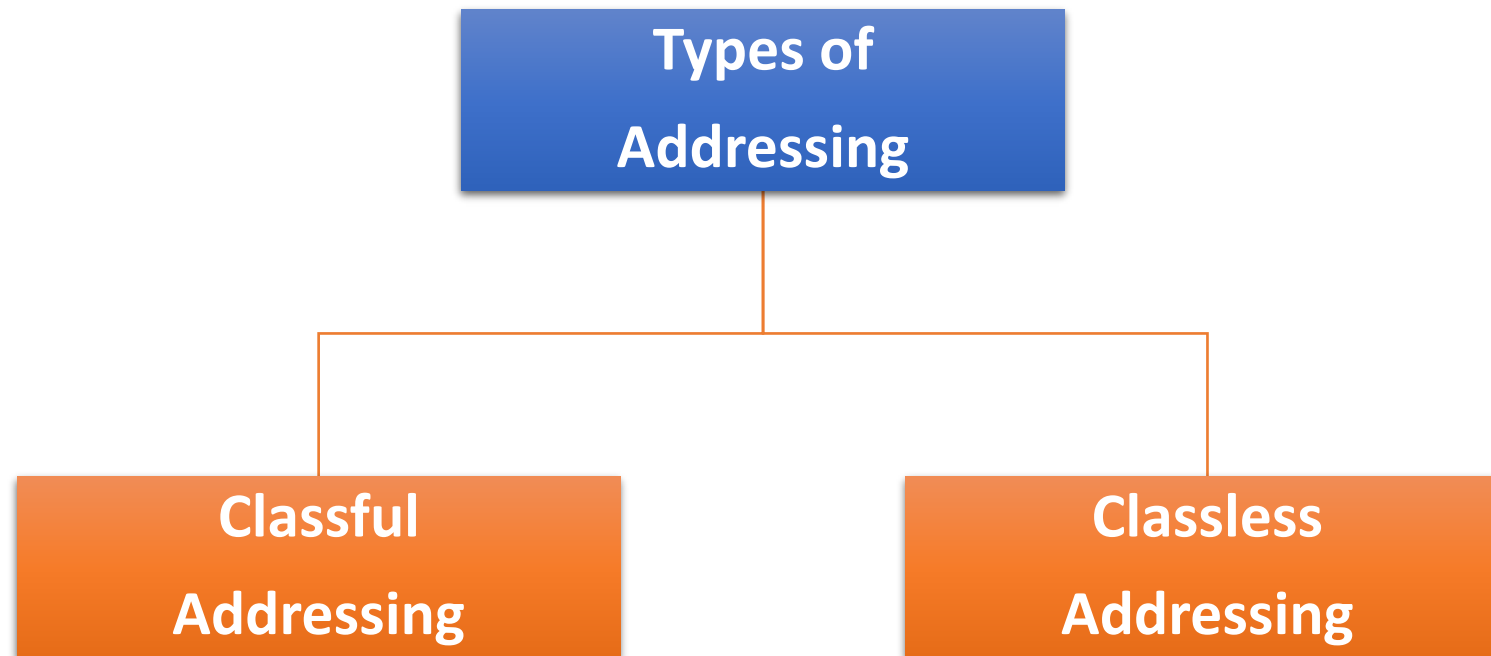 Types of
Addressing
Classful
Addressing
Classless
Addressing